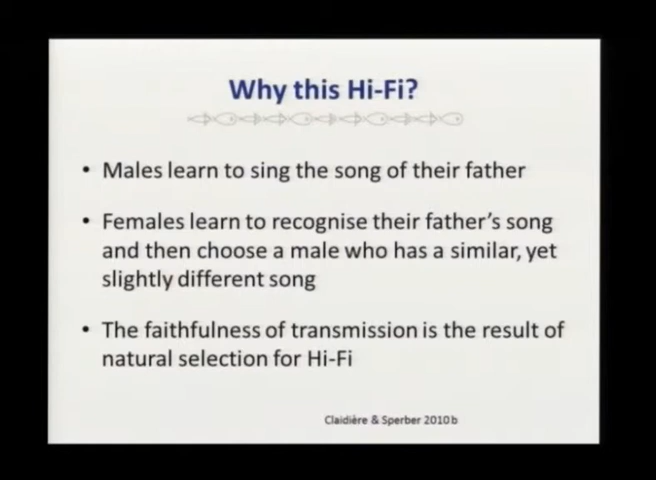 Why this Hi-Fi?
• Males learn to sing the song of their father
• Females learn to recognise their father's song
and then choose a male who has a similar, yet
slightly different song
• The faithfulness of transmission is the result of
natural selection for Hi-Fi
Claidière & Sperber 2010b